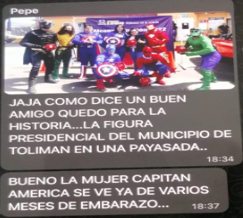 Pepe
JAJA COMO DICE UN BUEN
AMIGO QUEDO PARA LA
HISTORIA...LA FIGURA
PRESIDENCIAL DEL MUNICIPIO DE
TOLIMAN EN UNA PAYASADA..
18:34
BUENO LA MUJER CAPITAN
AMERICA SE VE YA DE VARIOS
MESES DE EMBARAZO...
18:37